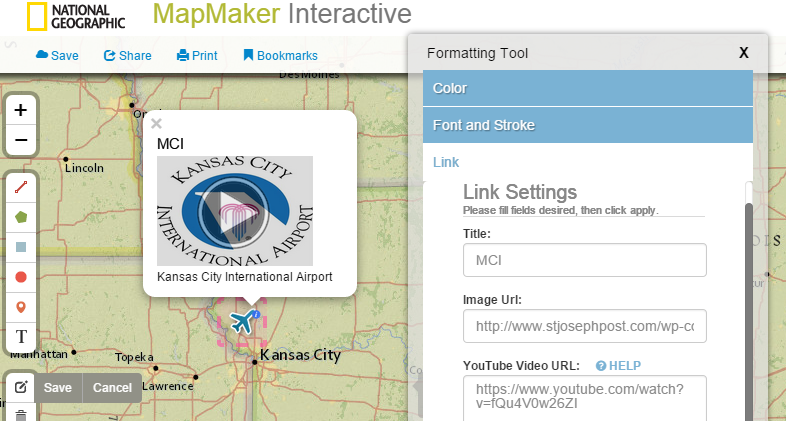 NATIONAL
GEOGRAPHIC
MapMaker Interactive
Save
Share
Print
Bookmarks
Des Moines
Formatting Tool
X
Color
Font and Stroke
Link
Link Settings
Please fill fields desired, then click apply.
Title:
MCI
Image Url:
http://www.stjosephpost.com/wp-co
YouTube Video URL:
HELP
https://www.youtube.com/watch?
v=fQu4V0w26ZI
+
−
T
Save
Cancel
×
MCI
KANSAS CITY
INTERNATIONAL AIRPORT
Kansas City International Airport
Lincoln
Manhattan
Topeka
Lawrence
Kansas City